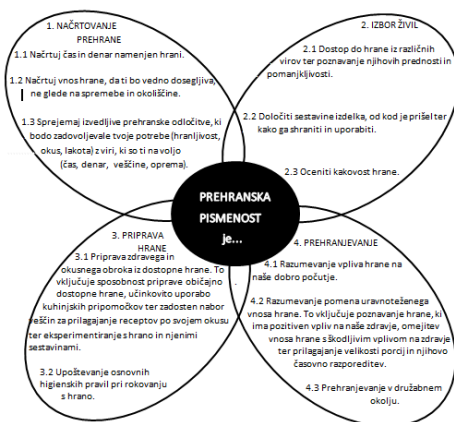 1. NAČRTOVANJE
PREHRANE
1.1 Načrtuj čas in denar namenjen hrani.
1.2 Načrtuj vnos hrane, da ti bo vedno dosegljiva,
ne glede na spremebe in okoliščine.
1.3 Sprejemaj izvedljive prehranske odločitve, ki
bodo zadovoljevale tvoje potrebe (hranljivost,
okus, lakota) z viri, ki so ti na voljo
(čas, denar, veščine, oprema).
2. IZBOR ŽIVIL
2.1 Dostop do hrane iz različnih
virov ter poznavanje njihovih prednosti in
pomanjkljivosti.
2.2 Določiti sestavine izdelka, od kod je prišel ter
kako ga shraniti in uporabiti.
2.3 Oceniti kakovost hrane.
PREHRANSKA
PISMENOST
je...
3. PRIPRAVA
HRANE
3.1 Priprava zdravega in
okusnega obroka iz dostopne hrane. To
vključuje sposobnost priprave običajno
dostopne hrane, učinkovito uporabo
kuhinjskih pripomočkov ter zadosten nabor
veščin za prilagajanje receptov po svojem okusu
ter eksperimentiranje s hrano in njenimi
sestavinami.
3.2 Upoštevanje osnovnih
higienskih pravil pri rokovanju
s hrano.
4. PREHRANJEVANJE
4.1 Razumevanje vpliva hrane na
naše dobro počutje.
4.2 Razumevanje pomena uravnoteženega
vnosa hrane. To vključuje poznavanje hrane, ki
ima pozitiven vpliv na naše zdravje, omejitev
vnosa hrane s škodljivim vplivom na zdravje
ter prilagajanje velikosti porcij in njihovo
časovno razporeditev.
4.3 Prehranjevanje v družabnem
okolju.